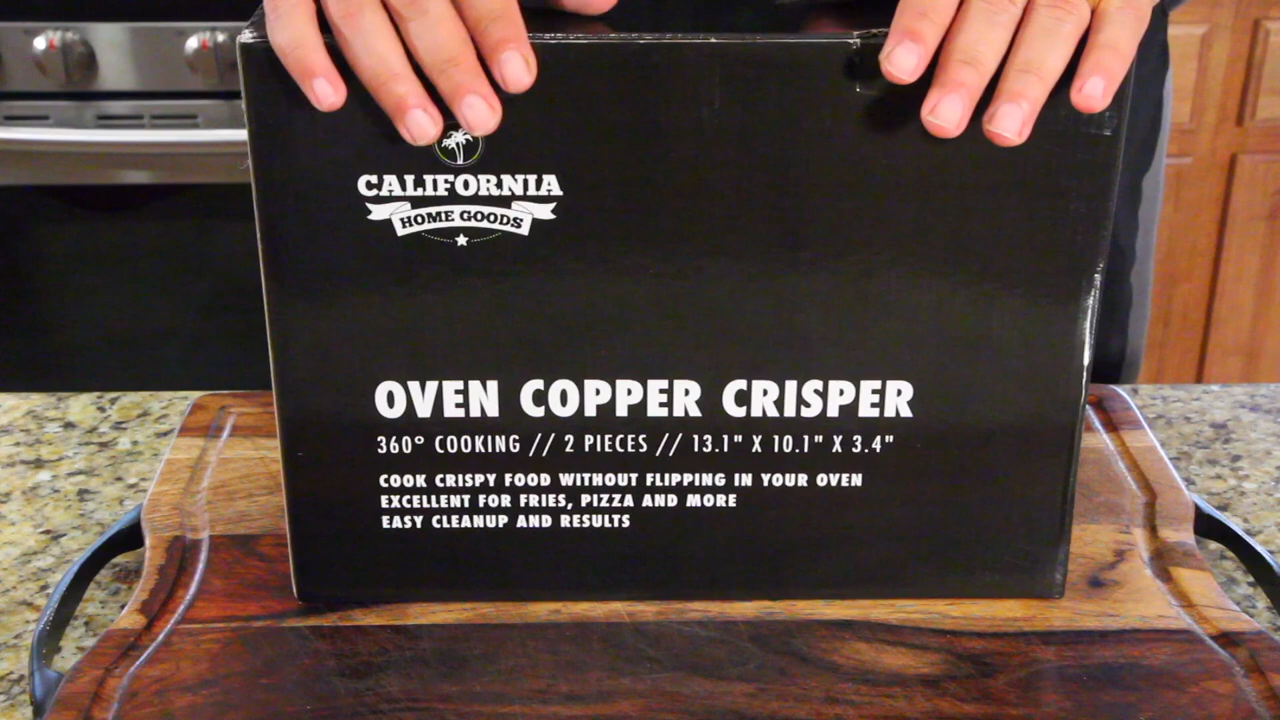 CALIFORNIA
HOME GOODS
OVEN COPPER CRISPER
360° COOKING // 2 PIECES // 13.1" X 10.1" X 3.4"
COOK CRISPY FOOD WITHOUT FLIPPING IN YOUR OVEN
EXCELLENT FOR FRIES, PIZZA AND MORE
EASY CLEANUP AND RESULTS